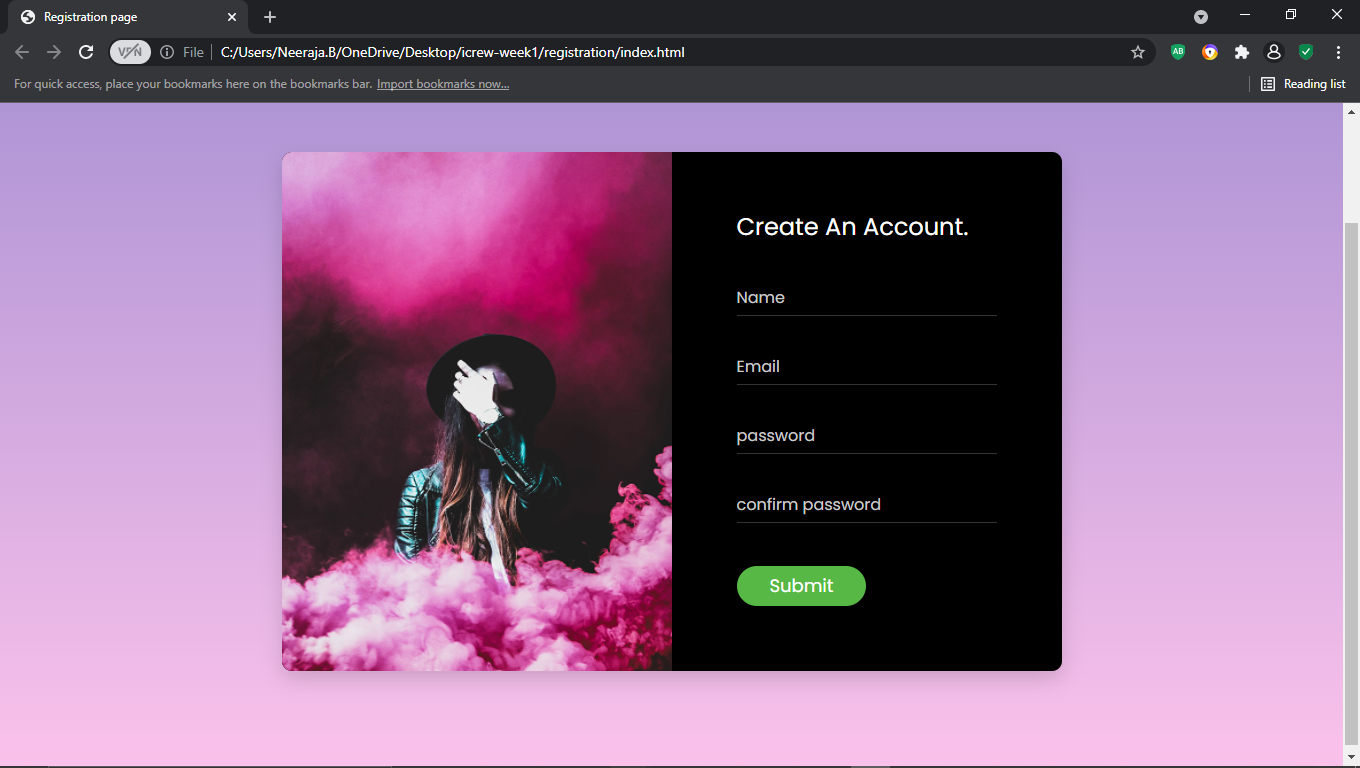 Registration page
VPN
File
C:/Users/Neeraja.B/OneDrive/Desktop/icrew-week1/registration/index.html
AB
For quick access, place your bookmarks here on the bookmarks bar. Import bookmarks now...
Reading list
Create An Account.
Name
Email
password
confirm password
Submit